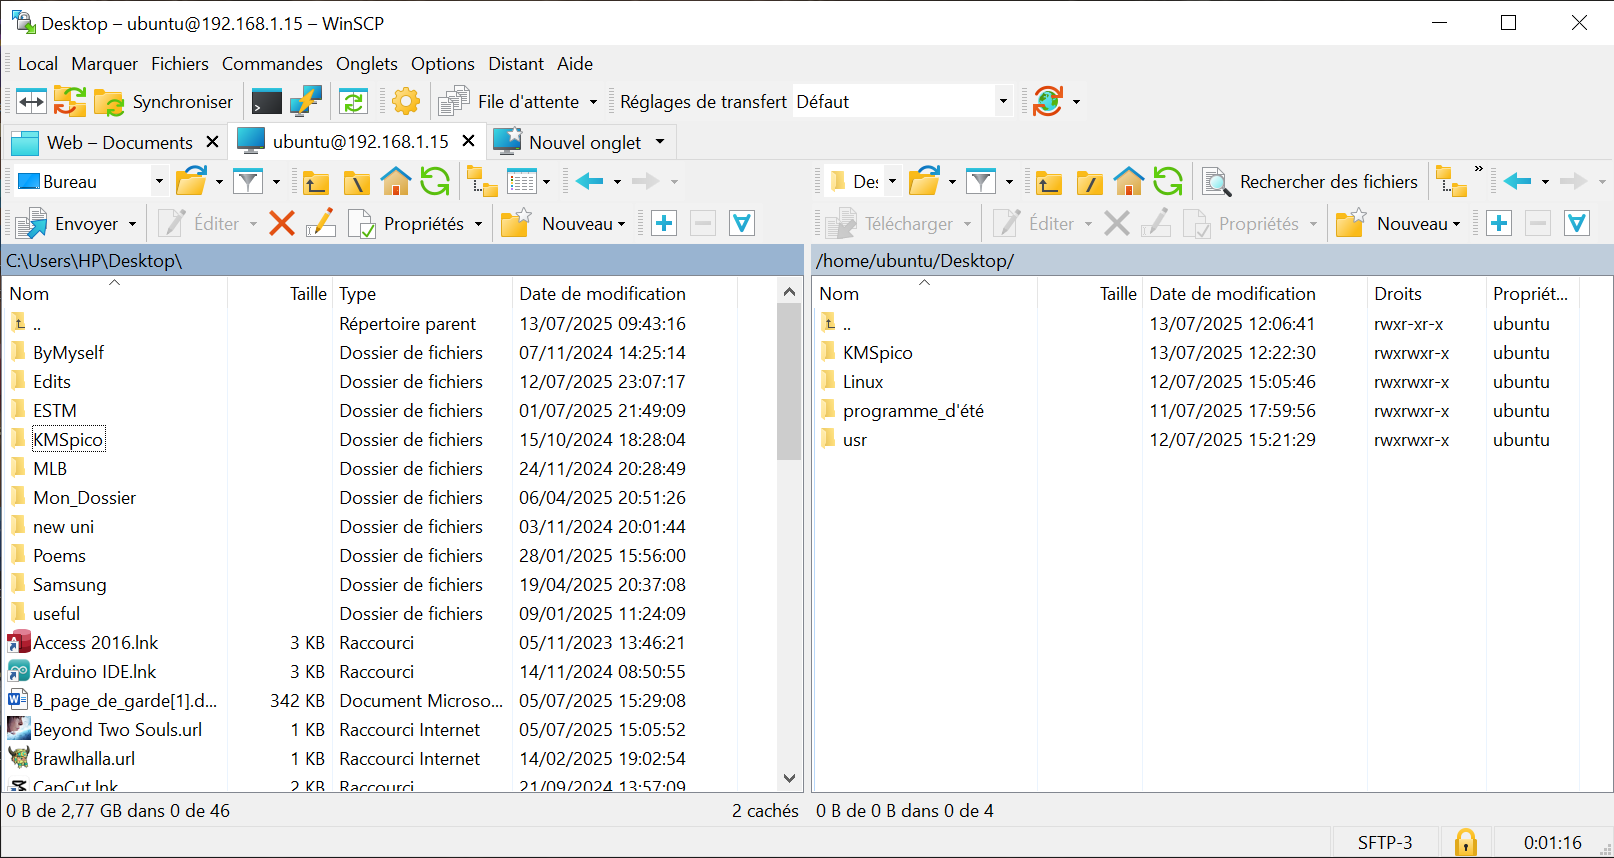 Desktop – ubuntu@192.168.1.15 – WinSCP
Local Marquer Fichiers Commandes Onglets Options Distant Aide
Synchroniser File d'attente Réglages de transfert Défaut
Web – Documents ubuntu@192.168.1.15 Nouvel onglet
Bureau Rechercher des fichiers
Envoyer Éditer Propriétés Nouveau Télécharger Éditer Propriétés Nouveau
C:\Users\HP\Desktop\ /home/ubuntu/Desktop/
Nom Taille Type Date de modification
.. Répertoire parent 13/07/2025 09:43:16
ByMyself Dossier de fichiers 07/11/2024 14:25:14
Edits Dossier de fichiers 12/07/2025 23:07:17
ESTM Dossier de fichiers 01/07/2025 21:49:09
KMSpico Dossier de fichiers 15/10/2024 18:28:04
MLB Dossier de fichiers 24/11/2024 20:28:49
Mon_Dossier Dossier de fichiers 06/04/2025 20:51:26
new uni Dossier de fichiers 03/11/2024 20:01:44
Poems Dossier de fichiers 28/01/2025 15:56:00
Samsung Dossier de fichiers 19/04/2025 20:37:08
useful Dossier de fichiers 09/01/2025 11:24:09
Access 2016.lnk 3 KB Raccourci 05/11/2023 13:46:21
Arduino IDE.lnk 3 KB Raccourci 14/11/2024 08:50:55
B_page_de_garde[1].d... 342 KB Document Microso... 05/07/2025 15:29:08
Beyond Two Souls.url 1 KB Raccourci Internet 05/07/2025 15:05:52
Brawlhalla.url 1 KB Raccourci Internet 14/02/2025 19:02:54
CapCut.lnk 2 KB Raccourci 21/09/2024 13:57:09
Nom Taille Date de modification Droits Propriét...
.. 13/07/2025 12:06:41 rwxr-xr-x ubuntu
KMSpico 13/07/2025 12:22:30 rwxrwxr-x ubuntu
Linux 12/07/2025 15:05:46 rwxrwxr-x ubuntu
programme_d'été 11/07/2025 17:59:56 rwxrwxr-x ubuntu
usr 12/07/2025 15:21:29 rwxrwxr-x ubuntu
0 B de 2,77 GB dans 0 de 46 2 cachés 0 B de 0 B dans 0 de 4
SFTP-3 0:01:16